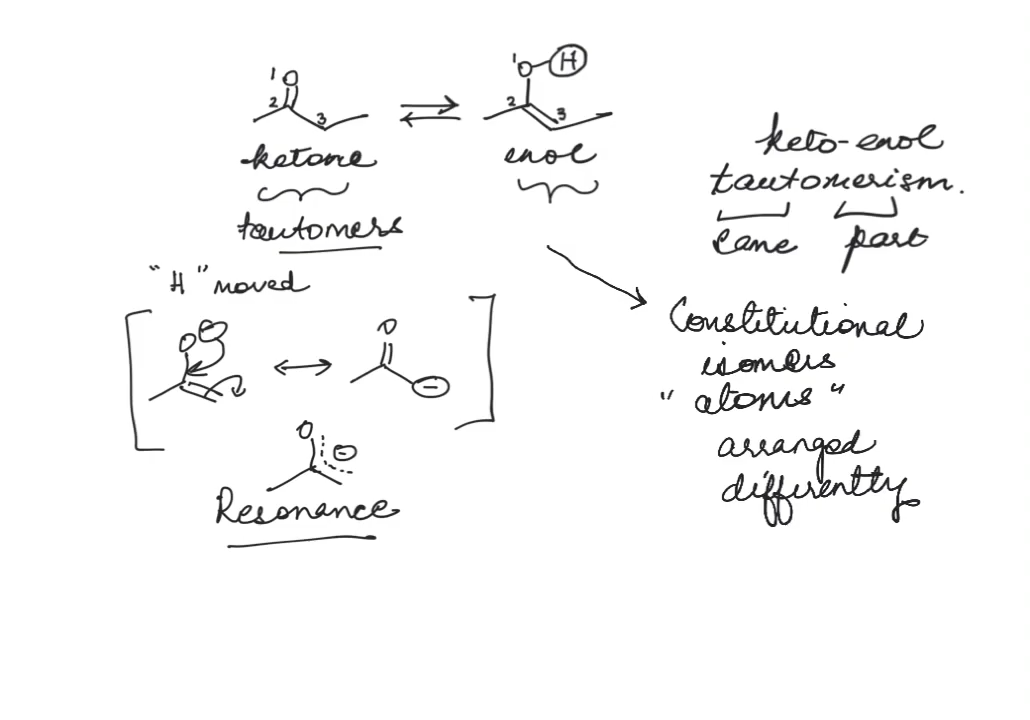 1 O
2
3
1 O H
2
3
ketone
enol
tautomers
keto-enol
tautomerism.
same part
"H" moved
O ⊖
O
⊖
Constitutional
isomers
"atoms"
arranged
differently
O ⊖
Resonance